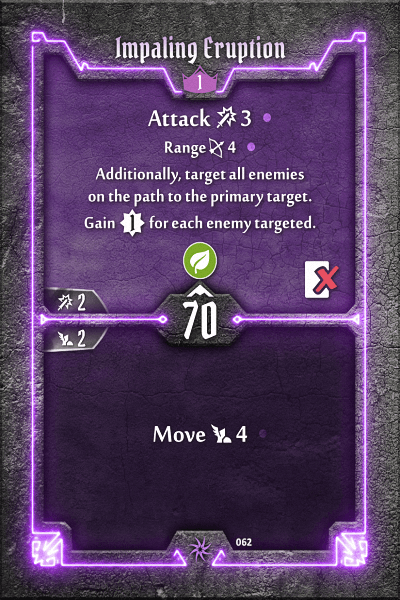 Impaling Eruption
1
Attack 3
Range 4
Additionally, target all enemies
on the path to the primary target.
Gain 1 for each enemy targeted.
2
70
2
Move 4
062